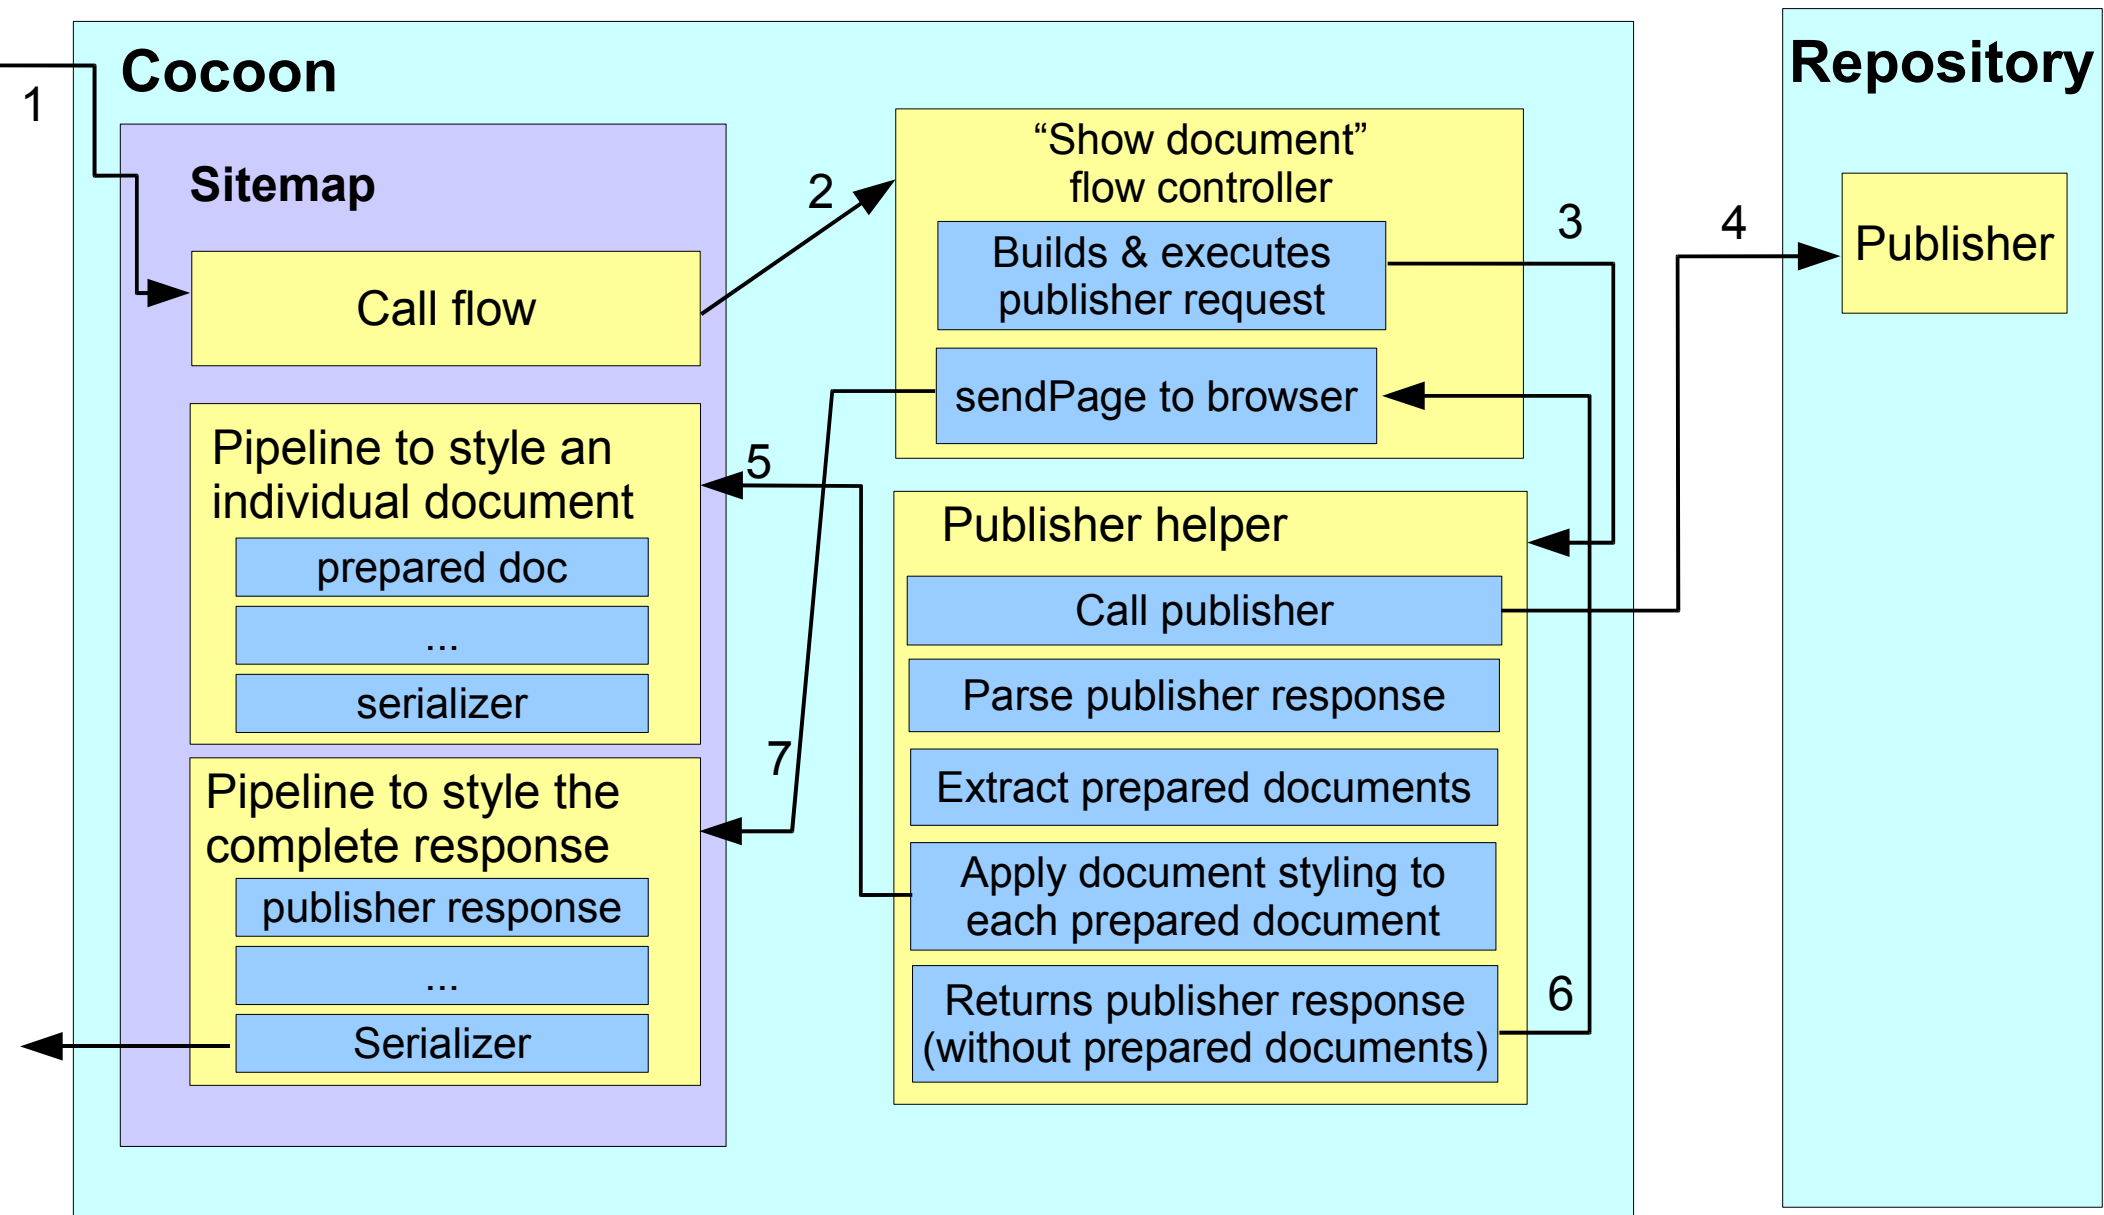 Cocoon
1
Sitemap
Call flow
Pipeline to style an
individual document
prepared doc
...
serializer
Pipeline to style the
complete response
publisher response
...
Serializer
2
“Show document”
flow controller
Builds & executes
publisher request
sendPage to browser
3
5
7
Publisher helper
Call publisher
Parse publisher response
Extract prepared documents
Apply document styling to
each prepared document
Returns publisher response
(without prepared documents)
6
4
Repository
Publisher